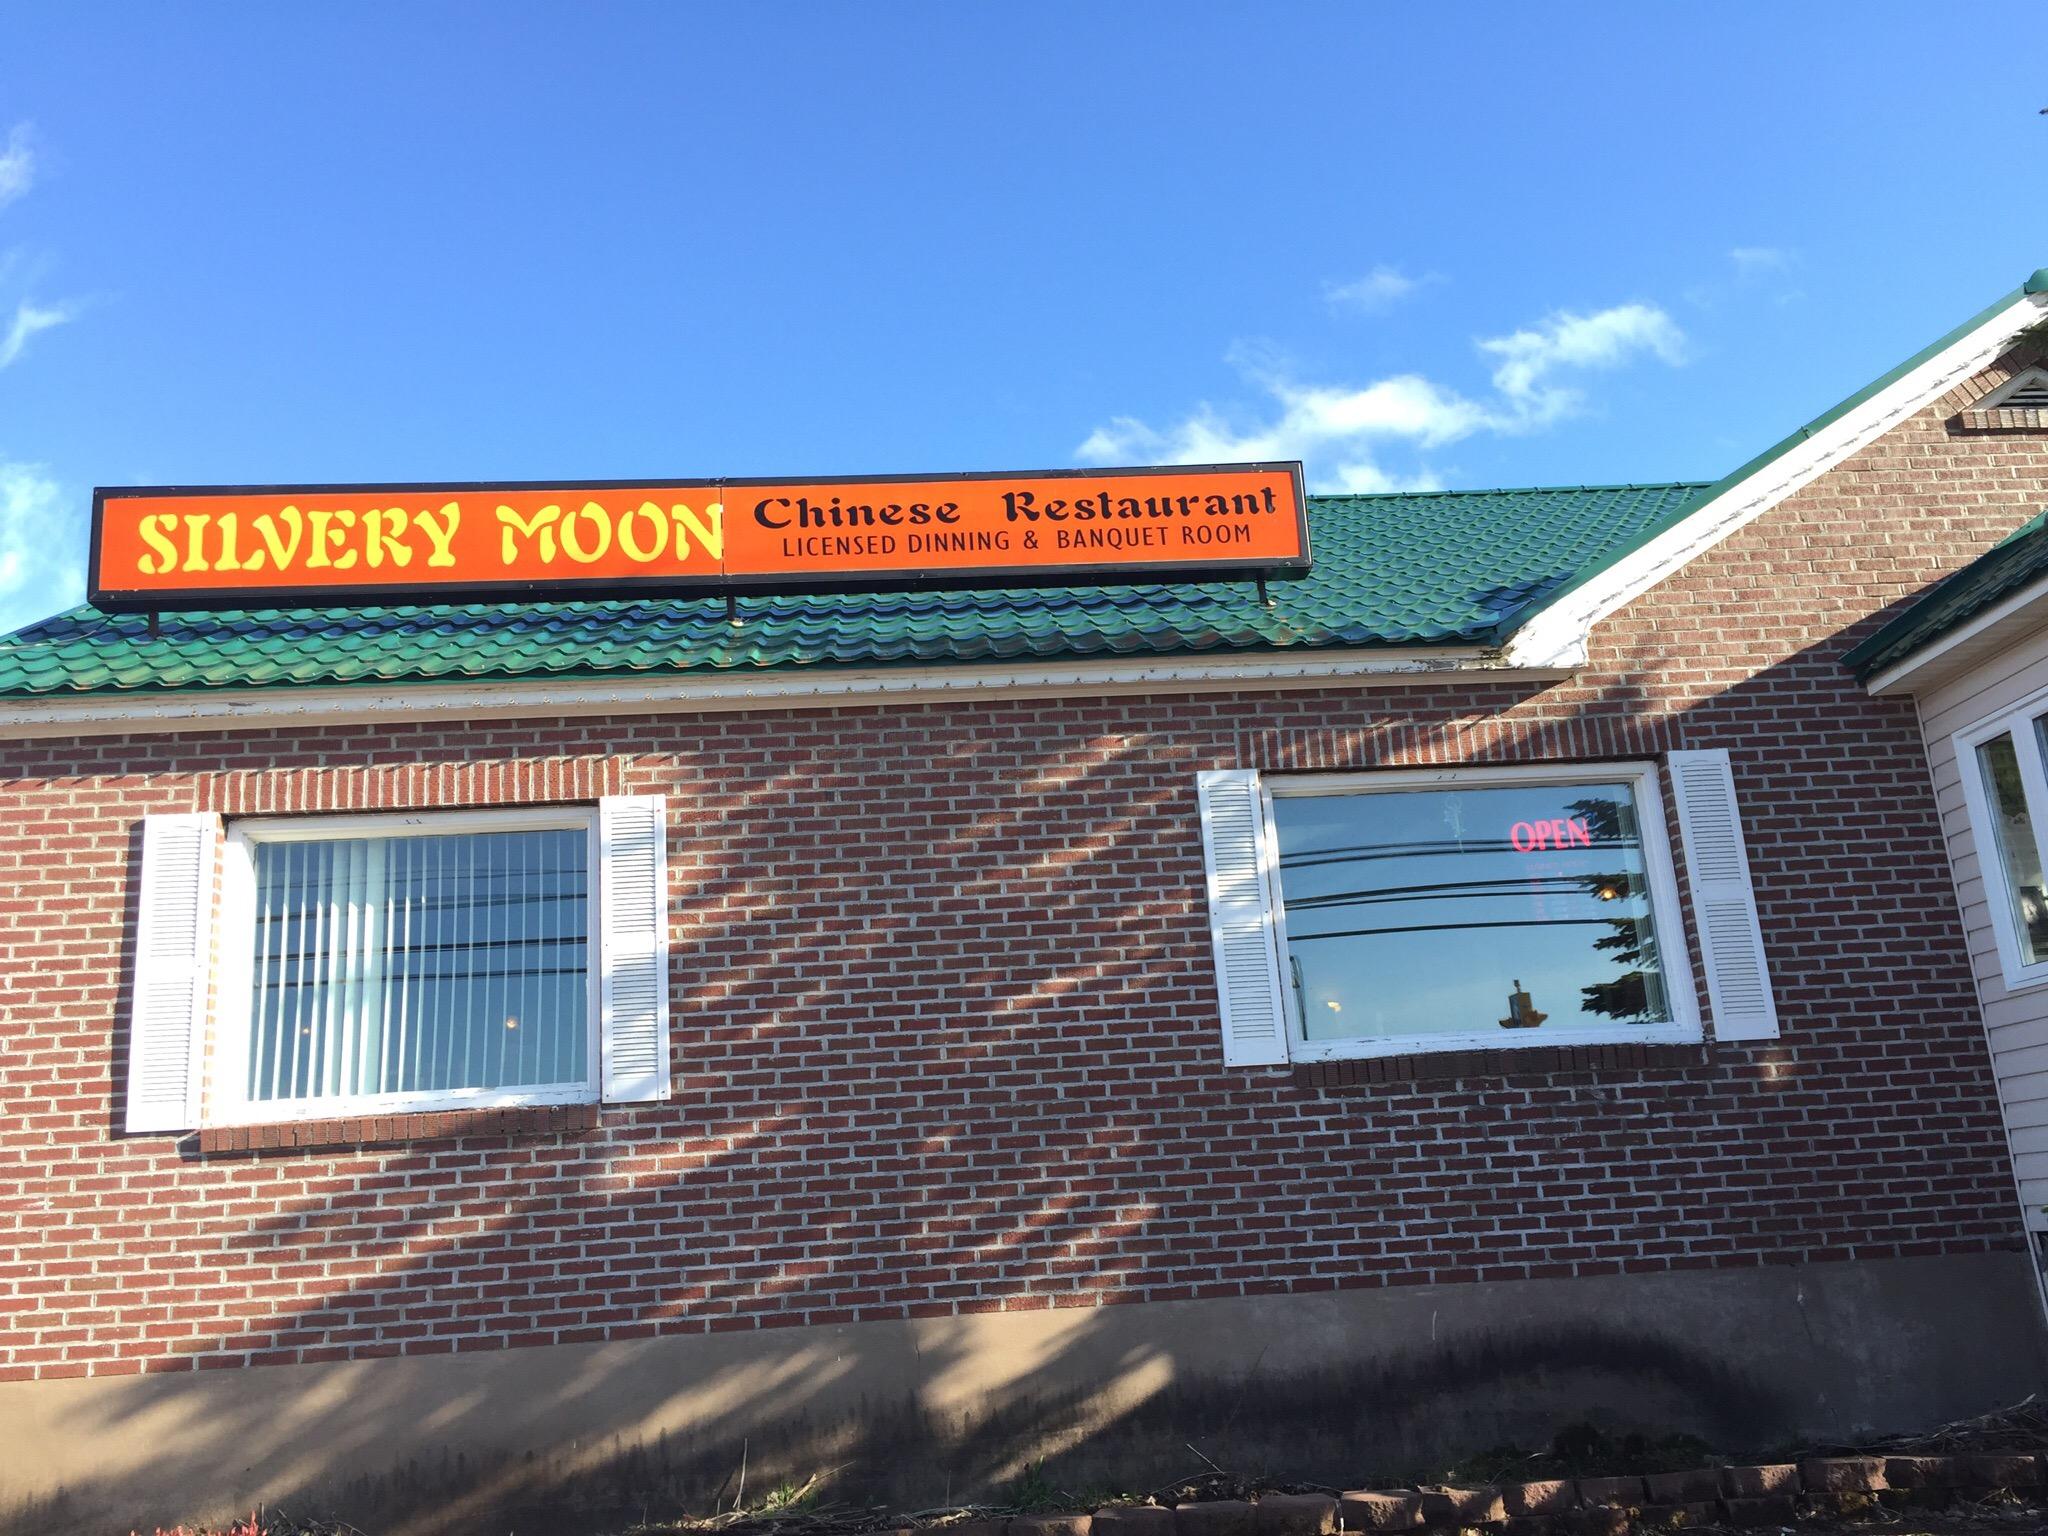 SILVERY MOON Chinese Restaurant
LICENSED DINNING & BANQUET ROOM
OPEN